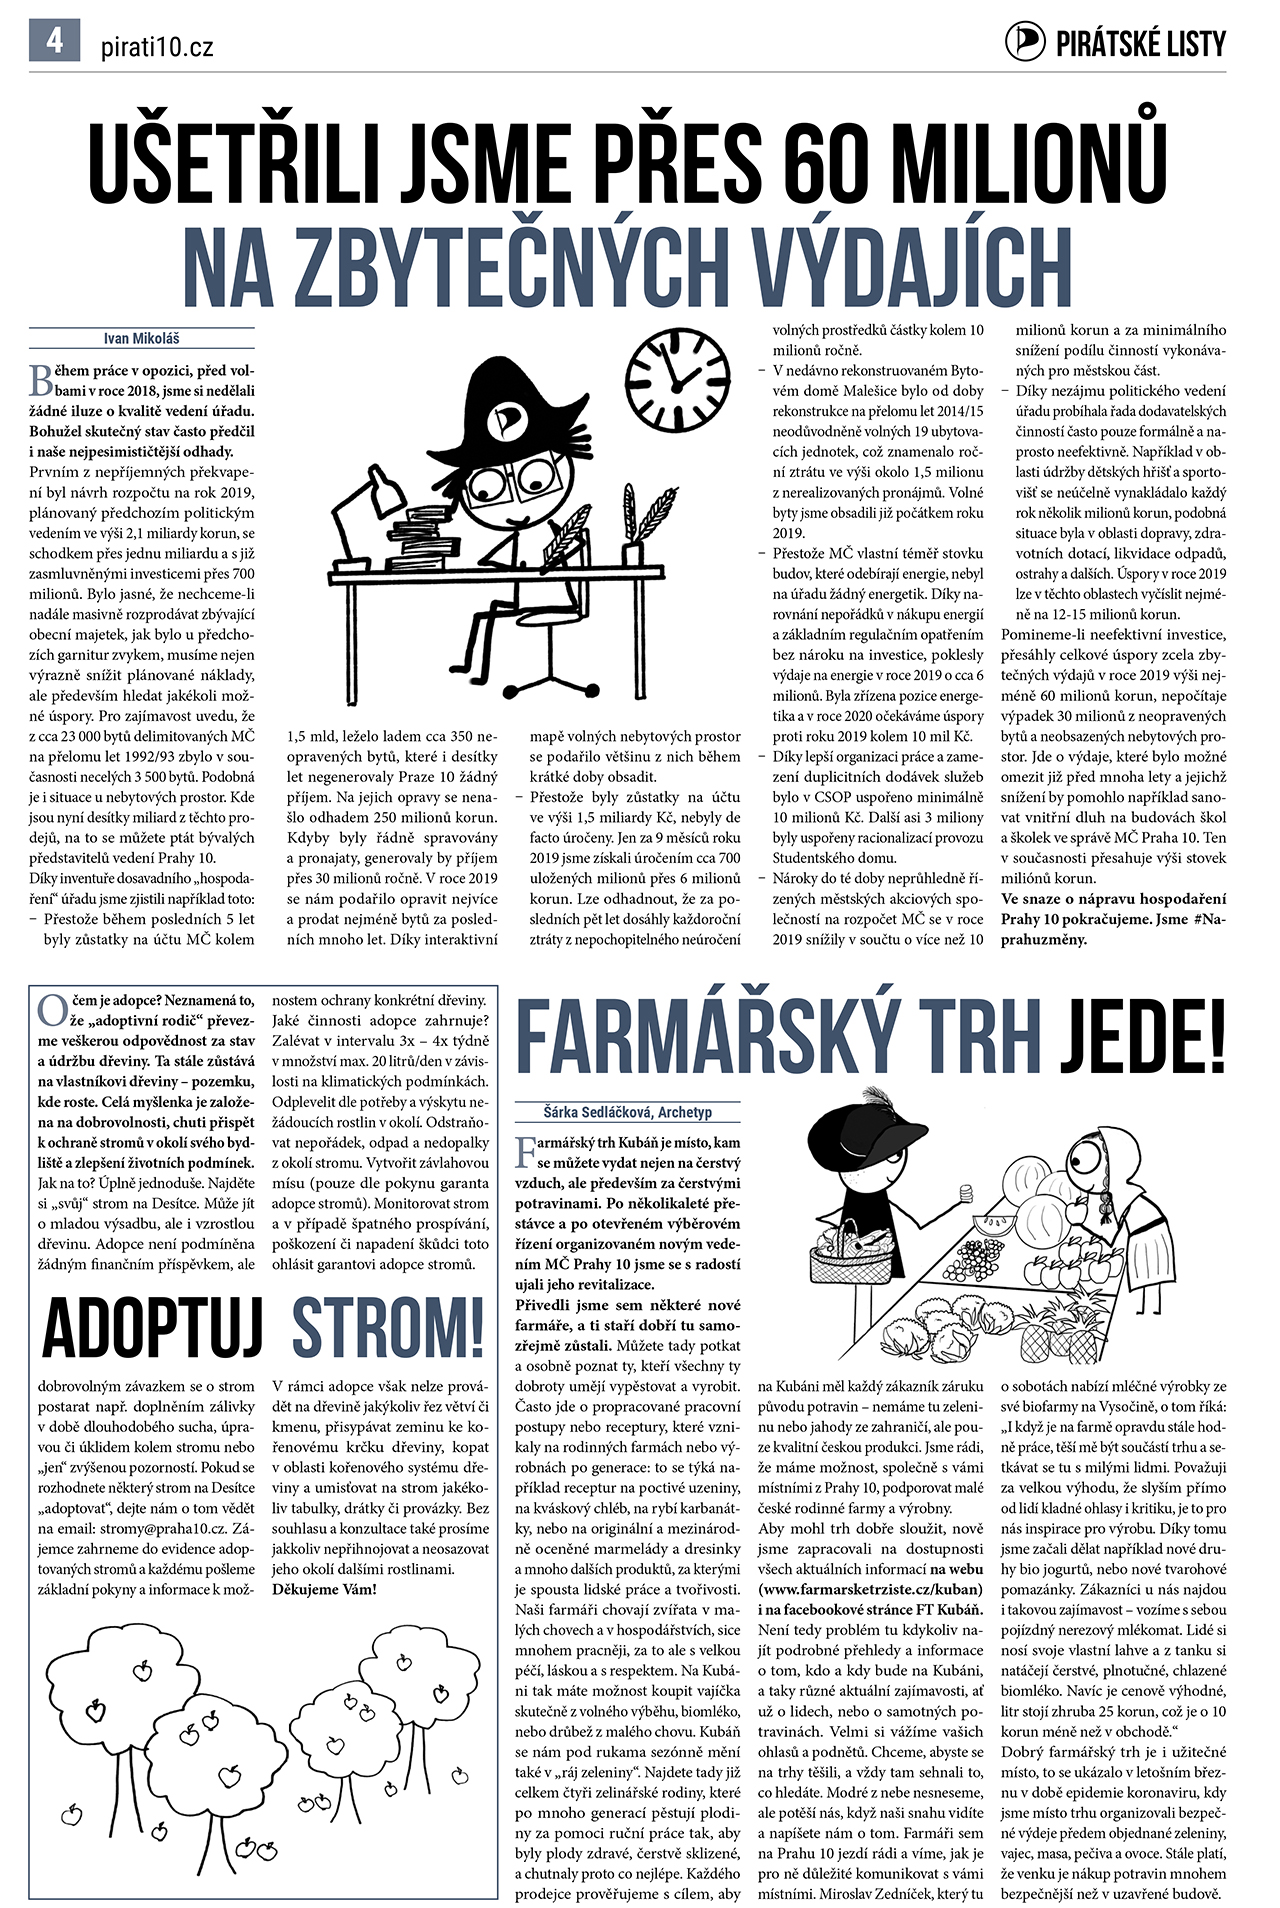 4
pirati10.cz
PIRÁTSKÉ LISTY
UŠETŘILI JSME PŘES 60 MILIONŮ
NA ZBYTEČNÝCH VÝDAJÍCH
Ivan Mikoláš
Během práce v opozici, před vol-
bami v roce 2018, jsme si nedělali
žádné iluze o kvalitě vedení úřadu.
Bohužel skutečný stav často předčil
i naše nejpesimističtější odhady.
Prvním z nepříjemných překvape-
ní byl návrh rozpočtu na rok 2019,
plánovaný předchozím politickým
vedením ve výši 2,1 miliardy korun, se
schodkem přes jednu miliardu a s již
zasmluvněnými investicemi přes 700
milionů. Bylo jasné, že nechceme-li
nadále masivně rozprodávat zbývající
obecní majetek, jak bylo u předcho-
zích garnitur zvykem, musíme nejen
výrazně snížit plánované náklady,
ale především hledat jakékoli mož-
né úspory. Pro zajímavost uvedu, že
z cca 23 000 bytů delimitovaných MČ
na přelomu let 1992/93 zbylo v sou-
časnosti necelých 3 500 bytů. Podobná
je i situace u nebytových prostor. Kde
jsou nyní desítky miliard z těchto pro-
dejů, na to se můžete ptát bývalých
představitelů vedení Prahy 10.
Díky inventuře dosavadního „hospoda-
ření“ úřadu jsme zjistili například toto:
– Přestože během posledních 5 let
byly zůstatky na účtu MČ kolem
1,5 mld, leželo ladem cca 350 ne-
opravených bytů, které i desítky
let negenerovaly Praze 10 žádný
příjem. Na jejich opravy se nena-
šlo odhadem 250 milionů korun.
Kdyby byly řádně spravovány
a pronajaty, generovaly by příjem
přes 30 milionů ročně. V roce 2019
se nám podařilo opravit nejvíce
a prodat nejméně bytů za posled-
ních mnoho let. Díky interaktivní
mapě volných nebytových prostor
se podařilo většinu z nich během
krátké doby obsadit.
– Přestože byly zůstatky na účtu
ve výši 1,5 miliardy Kč, nebyly de
facto úročeny. Jen za 9 měsíců roku
2019 jsme získali úročením cca 700
uložených milionů přes 6 milionů
korun. Lze odhadnout, že za po-
sledních pět let dosáhly každoroční
ztráty z nepochopitelného neúročení
volných prostředků částky kolem 10
milionů ročně.
– V nedávno rekonstruovaném Byto-
vém domě Malešice bylo od doby
rekonstrukce na přelomu let 2014/15
neodůvodněně volných 19 ubytova-
cích jednotek, což znamenalo roč-
ní ztrátu ve výši okolo 1,5 milionu
z nerealizovaných pronájmů. Volné
byty jsme obsadili již počátkem roku
2019.
– Přestože MČ vlastní téměř stovku
budov, které odebírají energie, nebyl
na úřadu žádný energetik. Díky na-
rovnání nepořádků v nákupu energií
a základním regulačním opatřením
bez nároku na investice, poklesly
výdaje na energie v roce 2019 o cca 6
milionů. Byla zřízena pozice energe-
tika a v roce 2020 očekáváme úspory
proti roku 2019 kolem 10 mil Kč.
– Díky lepší organizaci práce a zame-
zení duplicitních dodávek služeb
bylo v CSOP uspořeno minimálně
10 milionů Kč. Další asi 3 miliony
byly uspořeny racionalizací provozu
Studentského domu.
– Nároky do té doby neprůhledně ří-
zených městských akciových spo-
lečností na rozpočet MČ se v roce
2019 snížily v součtu o více než 10
milionů korun a za minimálního
snížení podílu činností vykonáva-
ných pro městskou část.
– Díky nezájmu politického vedení
úřadu probíhala řada dodavatelských
činností často pouze formálně a na-
prosto neefektivně. Například v ob-
lasti údržby dětských hřišť a sporto-
višť se neúčelně vynakládalo každý
rok několik milionů korun, podobná
situace byla v oblasti dopravy, zdra-
votních dotací, likvidace odpadů,
ostrahy a dalších. Úspory v roce 2019
lze v těchto oblastech vyčíslit nejmé-
ně na 12-15 milionů korun.
Pomineme-li neefektivní investice,
přesáhly celkové úspory zcela zby-
tečných výdajů v roce 2019 výši nej-
méně 60 milionů korun, nepočítaje
výpadek 30 milionů z neopravených
bytů a neobsazených nebytových pro-
stor. Jde o výdaje, které bylo možné
omezit již před mnoha lety a jejichž
snížení by pomohlo například sano-
vat vnitřní dluh na budovách škol
a školek ve správě MČ Praha 10. Ten
v současnosti přesahuje výši stovek
miliónů korun.
Ve snaze o nápravu hospodaření
Prahy 10 pokračujeme. Jsme #Na-
prahuzměny.
O čem je adopce? Neznamená to,
že „adoptivní rodič“ převez-
me veškerou odpovědnost za stav
a údržbu dřeviny. Ta stále zůstává
na vlastníkovi dřeviny – pozemku,
kde roste. Celá myšlenka je založe-
na na dobrovolnosti, chuti přispět
k ochraně stromů v okolí svého byd-
liště a zlepšení životních podmínek.
Jak na to? Úplně jednoduše. Najděte
si „svůj“ strom na Desítce. Může jít
o mladou výsadbu, ale i vzrostlou
dřevinu. Adopce není podmíněna
žádným finančním příspěvkem, ale
nostem ochrany konkrétní dřeviny.
Jaké činnosti adopce zahrnuje?
Zalévat v intervalu 3x – 4x týdně
v množství max. 20 litrů/den v závis-
losti na klimatických podmínkách.
Odplevelit dle potřeby a výskytu ne-
žádoucích rostlin v okolí. Odstraňo-
vat nepořádek, odpad a nedopalky
z okolí stromu. Vytvořit závlahovou
mísu (pouze dle pokynu garanta
adopce stromů). Monitorovat strom
a v případě špatného prospívání,
poškození či napadení škůdci toto
ohlásit garantovi adopce stromů.
ADOPTUJ STROM!
dobrovolným závazkem se o strom
postarat např. doplněním zálivky
v době dlouhodobého sucha, úpra-
vou či úklidem kolem stromu nebo
„jen“ zvýšenou pozorností. Pokud se
rozhodnete některý strom na Desítce
„adoptovat“, dejte nám o tom vědět
na email: stromy@praha10.cz. Zá-
jemce zahrneme do evidence adop-
tovaných stromů a každému pošleme
základní pokyny a informace k mož-
V rámci adopce však nelze prová-
dět na dřevině jakýkoliv řez větví či
kmenu, přisypávat zeminu ke ko-
řenovému krčku dřeviny, kopat
v oblasti kořenového systému dře-
viny a umisťovat na strom jakéko-
liv tabulky, drátky či provázky. Bez
souhlasu a konzultace také prosíme
jakkoliv nepřihnojovat a neosazovat
jeho okolí dalšími rostlinami.
Děkujeme Vám!
FARMÁŘSKÝ TRH JEDE!
Šárka Sedláčková, Archetyp
Farmářský trh Kubáň je místo, kam
se můžete vydat nejen na čerstvý
vzduch, ale především za čerstvými
potravinami. Po několikaleté pře-
stávce a po otevřeném výběrovém
řízení organizovaném novým vede-
ním MČ Prahy 10 jsme se s radostí
ujali jeho revitalizace.
Přivedli jsme sem některé nové
farmáře, a ti staří dobří tu samo-
zřejmě zůstali. Můžete tady potkat
a osobně poznat ty, kteří všechny ty
dobroty umějí vypěstovat a vyrobit.
Často jde o propracované pracovní
postupy nebo receptury, které vzni-
kaly na rodinných farmách nebo vý-
robnách po generace: to se týká na-
příklad receptur na poctivé uzeniny,
na kváskový chléb, na rybí karbanát-
ky, nebo na originální a mezinárod-
ně oceněné marmelády a dresinky
a mnoho dalších produktů, za kterými
je spousta lidské práce a tvořivosti.
Naši farmáři chovají zvířata v ma-
lých chovech a v hospodářstvích, sice
mnohem pracněji, za to ale s velkou
péčí, láskou a s respektem. Na Kubá-
ni tak máte možnost koupit vajíčka
skutečně z volného výběhu, biomléko,
nebo drůbež z malého chovu. Kubáň
se nám pod rukama sezónně mění
také v „ráj zeleniny“. Najdete tady již
celkem čtyři zelinářské rodiny, které
po mnoho generací pěstují plodi-
ny za pomoci ruční práce tak, aby
byly plody zdravé, čerstvě sklizené,
a chutnaly proto co nejlépe. Každého
prodejce prověřujeme s cílem, aby
na Kubáni měl každý zákazník záruku
původu potravin – nemáme tu zeleni-
nu nebo jahody ze zahraničí, ale pou-
ze kvalitní českou produkci. Jsme rádi,
že máme možnost, společně s vámi
místními z Prahy 10, podporovat malé
české rodinné farmy a výrobny.
Aby mohl trh dobře sloužit, nově
jsme zapracovali na dostupnosti
všech aktuálních informací na webu
(www.farmarsketrziste.cz/kuban)
i na facebookové stránce FT Kubáň.
Není tedy problém tu kdykoliv na-
jít podrobné přehledy a informace
o tom, kdo a kdy bude na Kubáni,
a taky různé aktuální zajímavosti, ať
už o lidech, nebo o samotných po-
travinách. Velmi si vážíme vašich
ohlasů a podnětů. Chceme, abyste se
na trhy těšili, a vždy tam sehnali to,
co hledáte. Modré z nebe nesneseme,
ale potěší nás, když naši snahu vidíte
a napíšete nám o tom. Farmáři sem
na Prahu 10 jezdí rádi a víme, jak je
pro ně důležité komunikovat s vámi
místními. Miroslav Zedníček, který tu
o sobotách nabízí mléčné výrobky ze
své biofarmy na Vysočině, o tom říká:
„I když je na farmě opravdu stále hod-
ně práce, těší mě být součástí trhu a se-
tkávat se tu s milými lidmi. Považuji
za velkou výhodu, že slyším přímo
od lidí kladné ohlasy i kritiku, je to pro
nás inspirace pro výrobu. Díky tomu
jsme začali dělat například nové dru-
hy bio jogurtů, nebo nové tvarohové
pomazánky. Zákazníci u nás najdou
i takovou zajímavost – vozíme s sebou
pojízdný nerezový mlékomat. Lidé si
nosí svoje vlastní lahve a z tanku si
natáčejí čerstvé, plnotučné, chlazené
biomléko. Navíc je cenově výhodné,
litr stojí zhruba 25 korun, což je o 10
korun méně než v obchodě.“
Dobrý farmářský trh je i užitečné
místo, to se ukázalo v letošním břez-
nu v době epidemie koronaviru, kdy
jsme místo trhu organizovali bezpeč-
né výdeje předem objednané zeleniny,
vajec, masa, pečiva a ovoce. Stále platí,
že venku je nákup potravin mnohem
bezpečnější než v uzavřené budově.